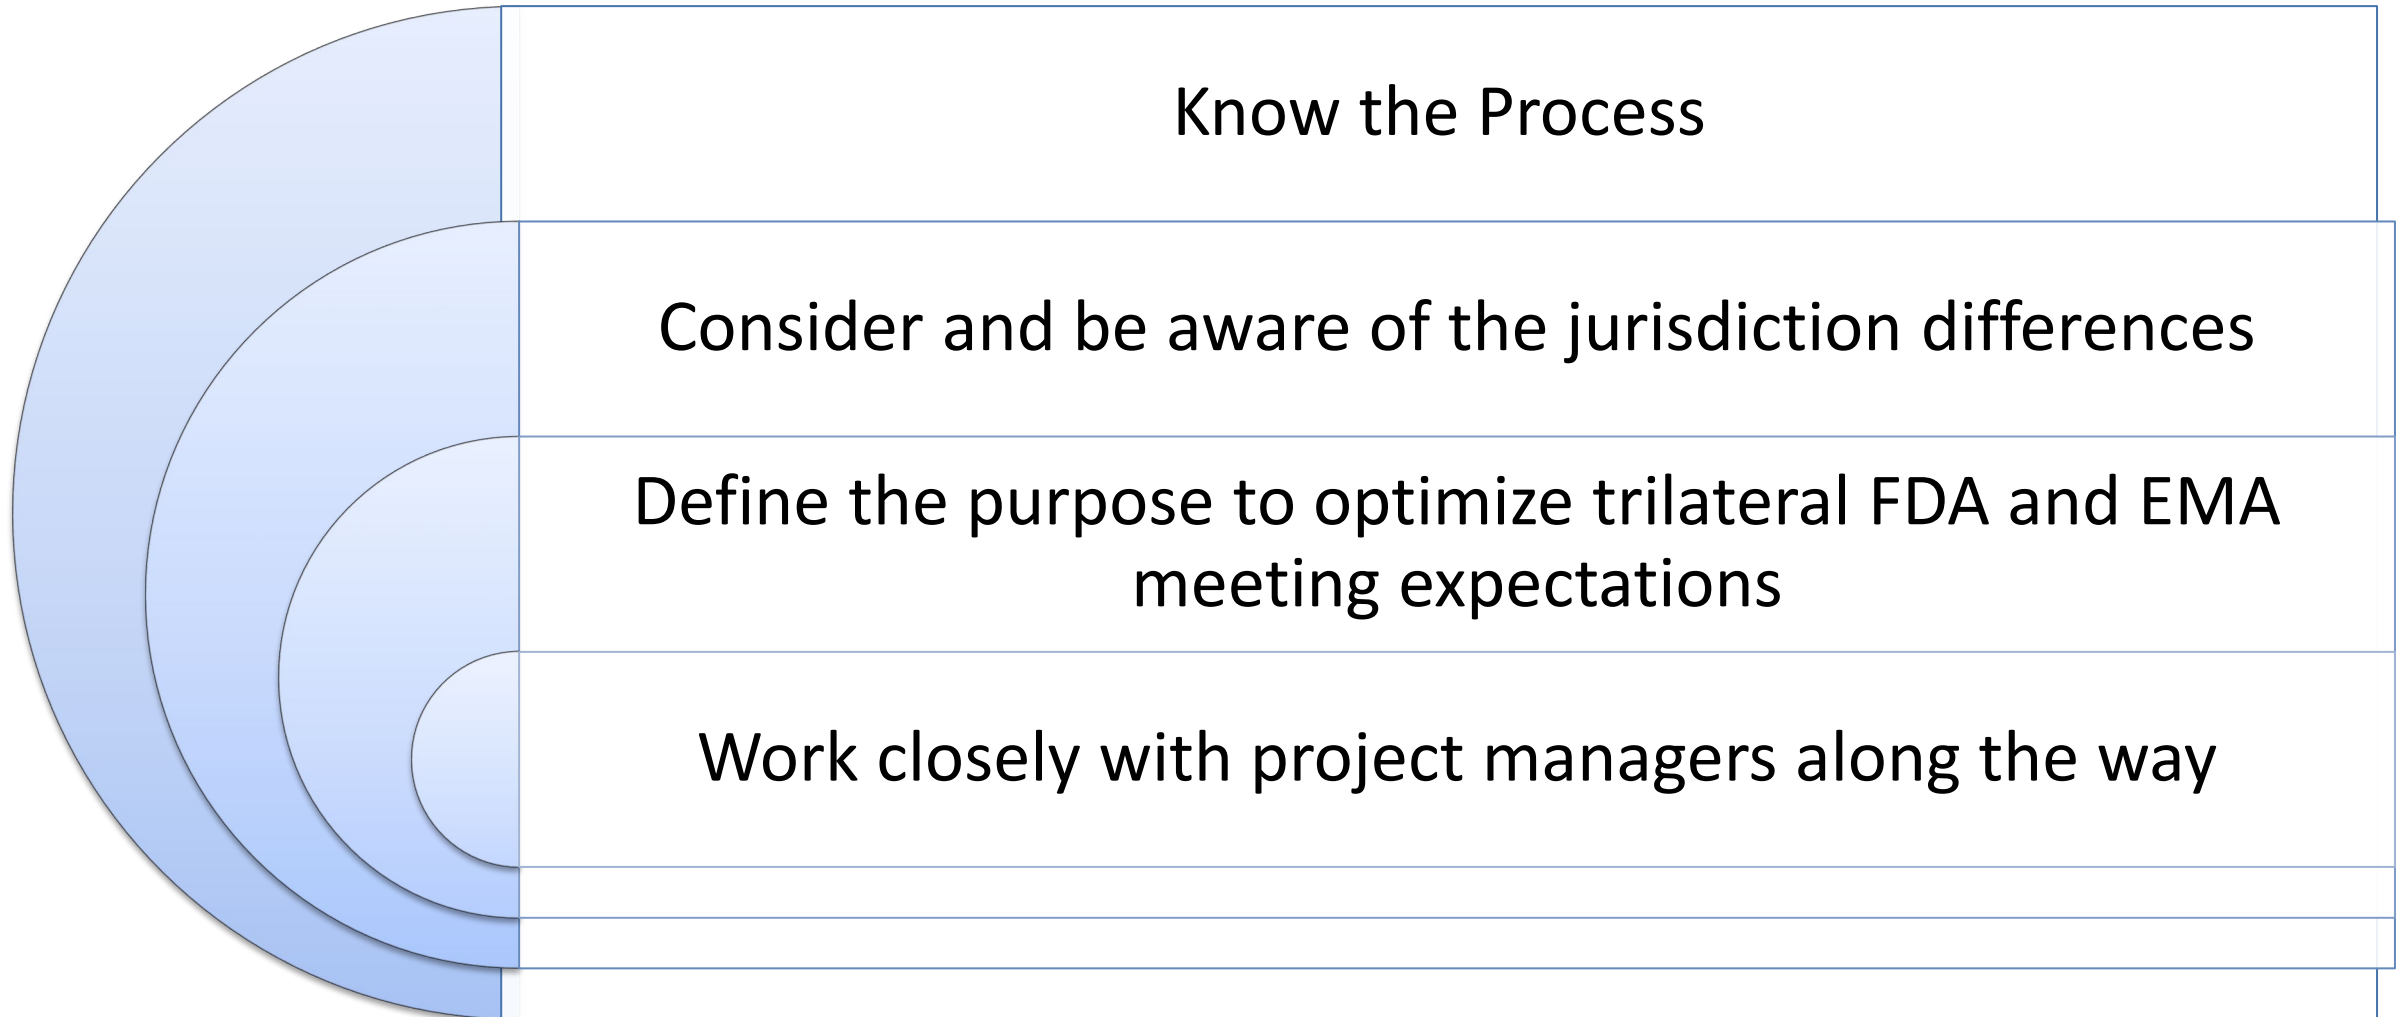 Know the Process
Consider and be aware of the jurisdiction differences
Define the purpose to optimize trilateral FDA and EMA
meeting expectations
Work closely with project managers along the way